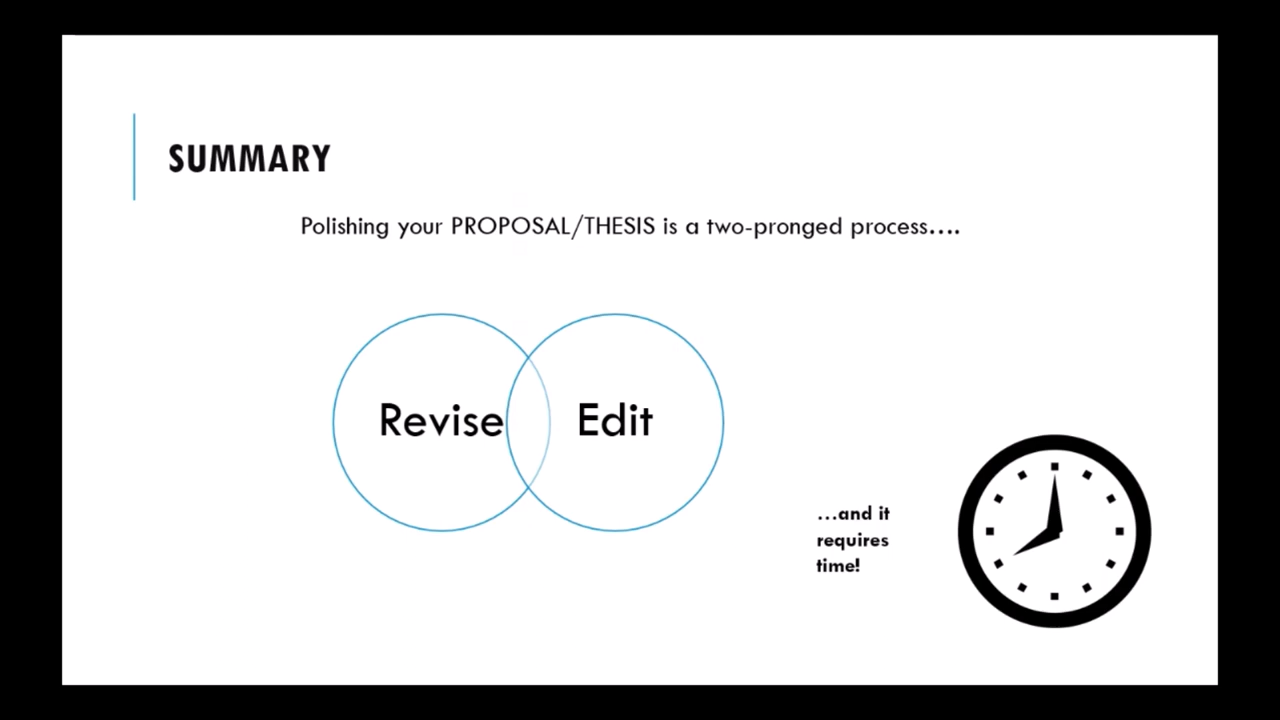 SUMMARY
Polishing your PROPOSAL/THESIS is a two-pronged process....
Revise
Edit
...and it
requires
time!